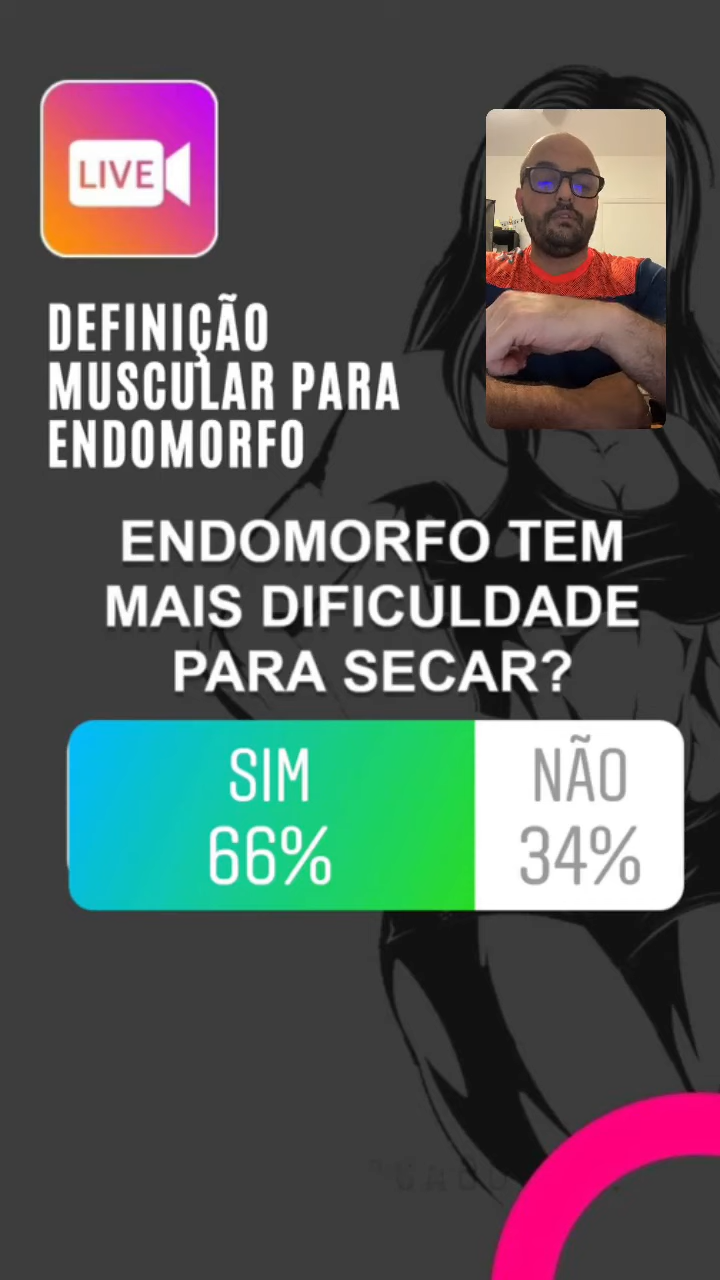 LIVE
DEFINIÇÃO
MUSCULAR PARA
ENDOMORFO
ENDOMORFO TEM
MAIS DIFICULDADE
PARA SECAR?
SIM
NÃO
66%
34%